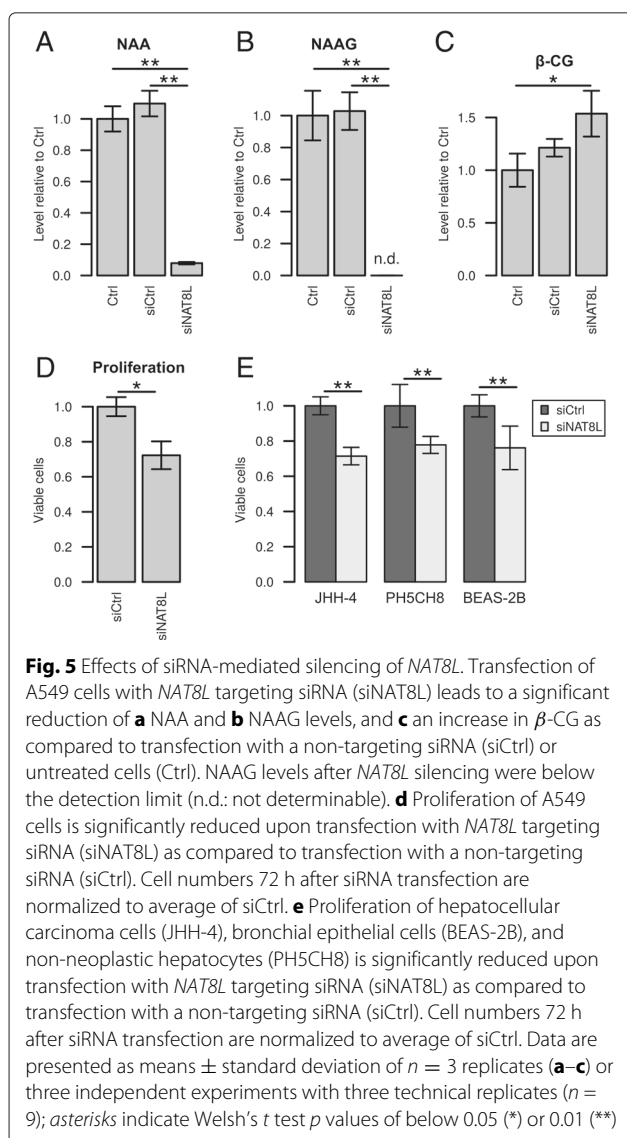 A
NAA
**
**
Level relative to Ctrl
1.0
0.8
0.6
0.4
0.2
0.0
Ctrl
siCtrl
siNAT8L
B
NAAG
**
**
Level relative to Ctrl
1.0
0.8
0.6
0.4
0.2
0.0
n.d.
Ctrl
siCtrl
siNAT8L
C
β-CG
*
Level relative to Ctrl
1.5
1.0
0.5
0.0
Ctrl
siCtrl
siNAT8L
D
Proliferation
*
Viable cells
1.0
0.8
0.6
0.4
0.2
0.0
siCtrl
siNAT8L
E
**
**
**
Viable cells
1.0
0.8
0.6
0.4
0.2
0.0
JHH-4
PH5CH8
BEAS-2B
siCtrl
siNAT8L
Fig. 5 Effects of siRNA-mediated silencing of NAT8L. Transfection of
A549 cells with NAT8L targeting siRNA (siNAT8L) leads to a significant
reduction of a NAA and b NAAG levels, and c an increase in β-CG as
compared to transfection with a non-targeting siRNA (siCtrl) or
untreated cells (Ctrl). NAAG levels after NAT8L silencing were below
the detection limit (n.d.: not determinable). d Proliferation of A549
cells is significantly reduced upon transfection with NAT8L targeting
siRNA (siNAT8L) as compared to transfection with a non-targeting
siRNA (siCtrl). Cell numbers 72 h after siRNA transfection are
normalized to average of siCtrl. e Proliferation of hepatocellular
carcinoma cells (JHH-4), bronchial epithelial cells (BEAS-2B), and
non-neoplastic hepatocytes (PH5CH8) is significantly reduced upon
transfection with NAT8L targeting siRNA (siNAT8L) as compared to
transfection with a non-targeting siRNA (siCtrl). Cell numbers 72 h
after siRNA transfection are normalized to average of siCtrl. Data are
presented as means ± standard deviation of n = 3 replicates (a–c) or
three independent experiments with three technical replicates (n =
9); asterisks indicate Welsh's t test p values of below 0.05 (*) or 0.01 (**)